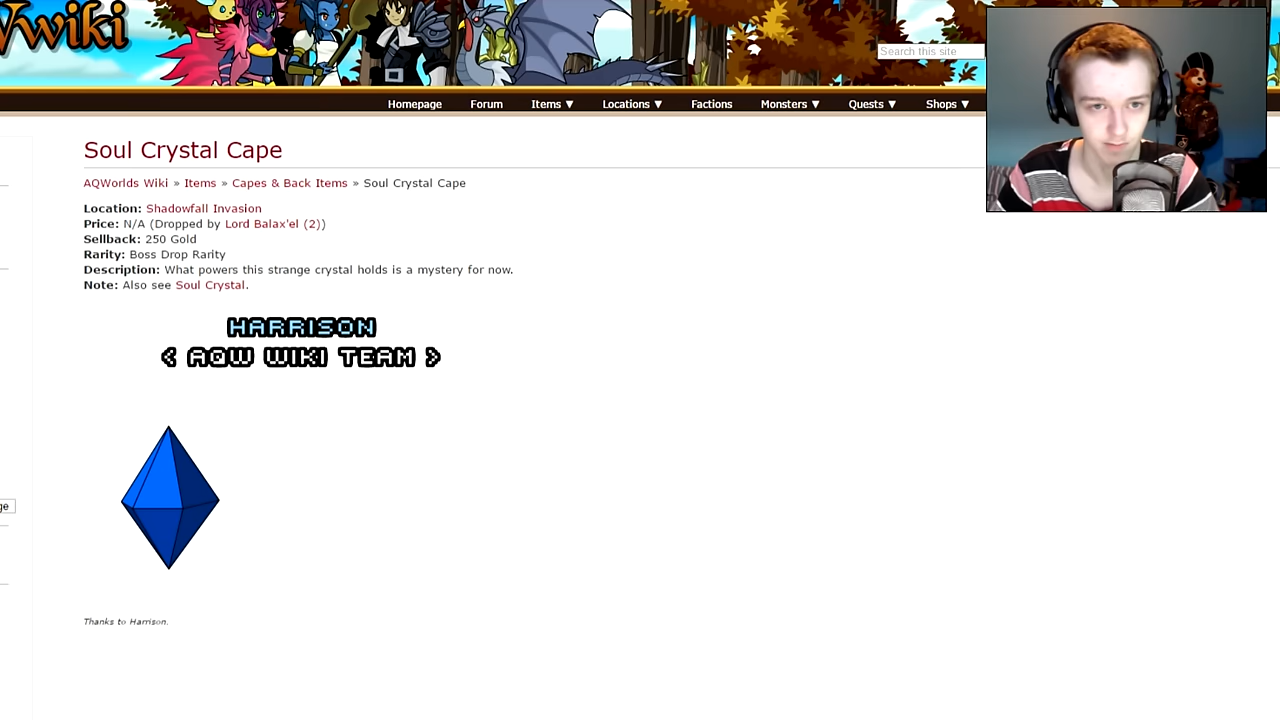 Wwiki
Search this site
Homepage Forum Items ▼ Locations ▼ Factions Monsters ▼ Quests ▼ Shops ▼
Soul Crystal Cape
AQWorlds Wiki » Items » Capes & Back Items » Soul Crystal Cape
Location: Shadowfall Invasion
Price: N/A (Dropped by Lord Balax'el (2))
Sellback: 250 Gold
Rarity: Boss Drop Rarity
Description: What powers this strange crystal holds is a mystery for now.
Note: Also see Soul Crystal.
HARRISON
< AQW WIKI TEAM >
ge
Thanks to Harrison.